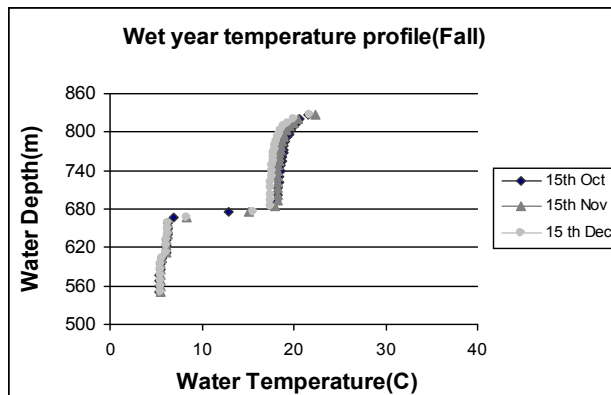 Wet year temperature profile(Fall)
Water Depth(m)
860
800
740
680
620
560
500
0 10 20 30 40
Water Temperature(C)
15th Oct
15th Nov
15 th Dec